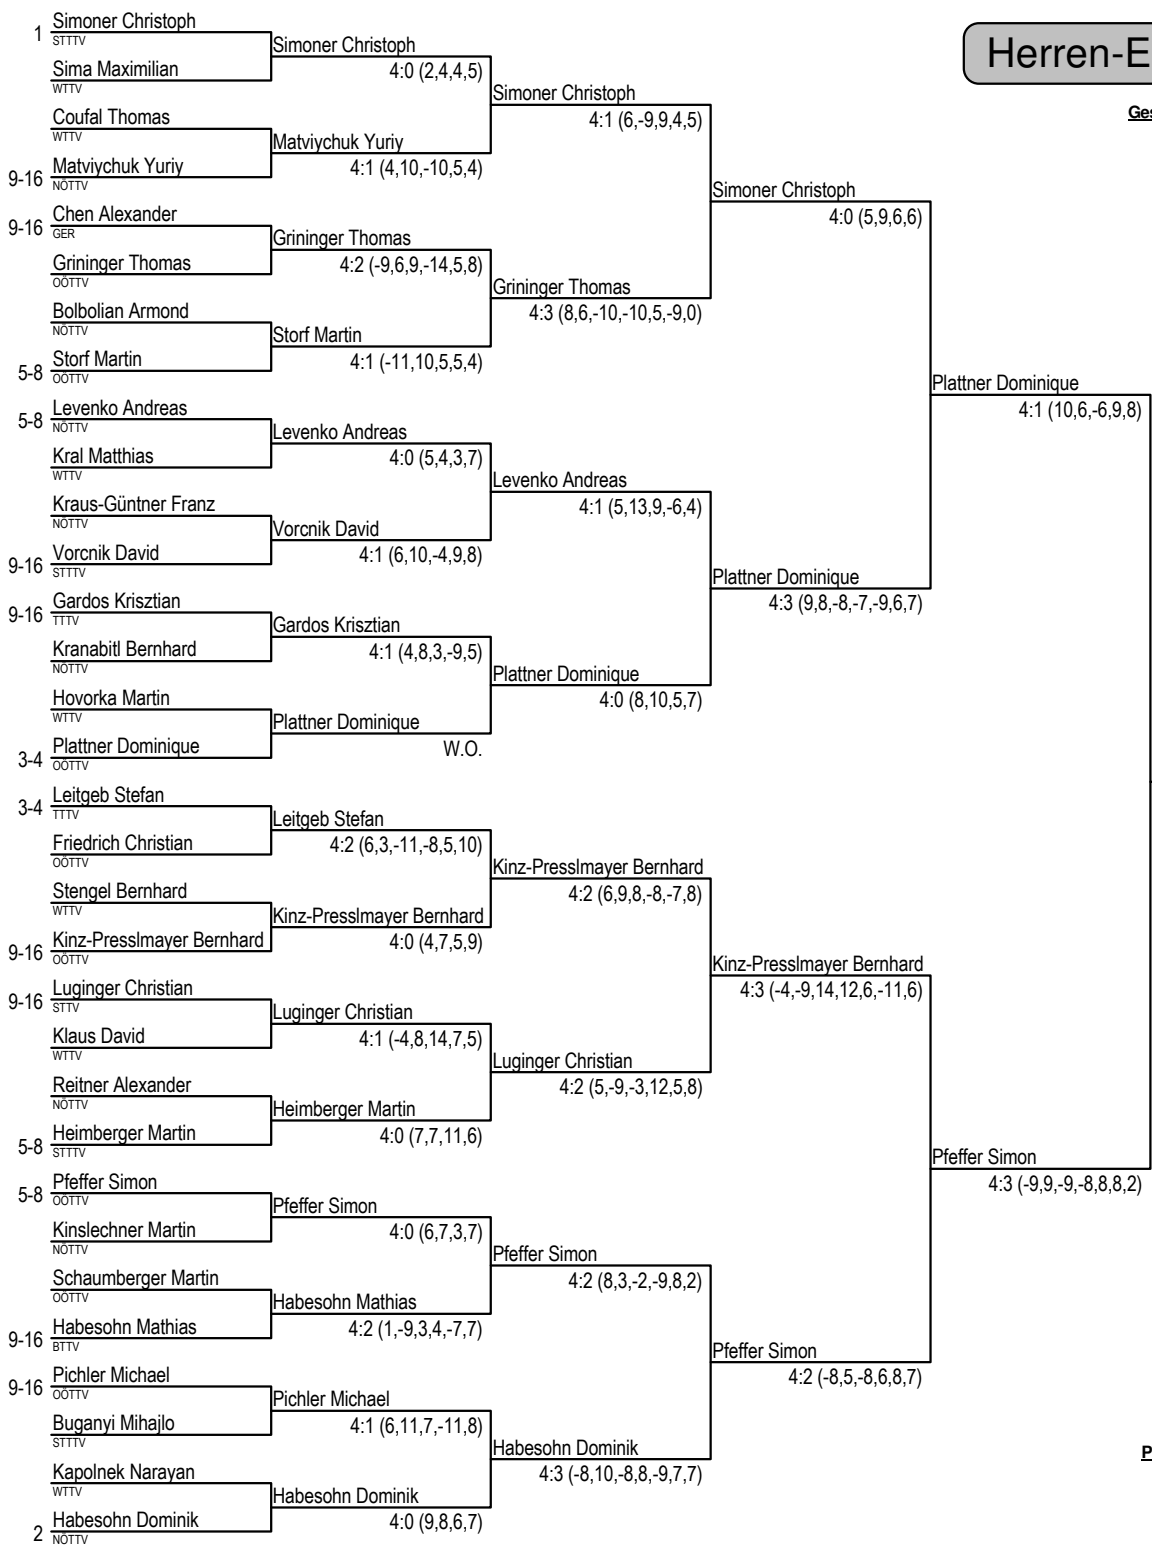 Herren-E
Ges
1 Simoner Christoph
STTTV
Sima Maximilian
WTTV
Coufal Thomas
WTTV
9-16 Matviychuk Yuriy
NÖTTV
9-16 Chen Alexander
GER
Grininger Thomas
OÖTTV
Bolbolian Armond
NÖTTV
5-8 Storf Martin
OÖTTV
5-8 Levenko Andreas
NÖTTV
Kral Matthias
WTTV
Kraus-Güntner Franz
NÖTTV
9-16 Vorcnik David
STTTV
9-16 Gardos Krisztian
TTTV
Kranabitl Bernhard
NÖTTV
Hovorka Martin
WTTV
3-4 Plattner Dominique
OÖTTV
3-4 Leitgeb Stefan
TTTV
Friedrich Christian
OÖTTV
Stengel Bernhard
WTTV
9-16 Kinz-Presslmayer Bernhard
OÖTTV
9-16 Luginger Christian
STTV
Klaus David
WTTV
Reitner Alexander
NÖTTV
5-8 Heimberger Martin
STTTV
5-8 Pfeffer Simon
OÖTTV
Kinslechner Martin
NÖTTV
Schaumberger Martin
OÖTTV
9-16 Habesohn Mathias
BTTV
9-16 Pichler Michael
OÖTTV
Buganyi Mihajlo
STTTV
Kapolnek Narayan
WTTV
2 Habesohn Dominik
NÖTTV
Simoner Christoph
4:0 (2,4,4,5)
Matviychuk Yuriy
4:1 (4,10,-10,5,4)
Grininger Thomas
4:2 (-9,6,9,-14,5,8)
Storf Martin
4:1 (-11,10,5,5,4)
Levenko Andreas
4:0 (5,4,3,7)
Vorcnik David
4:1 (6,10,-4,9,8)
Gardos Krisztian
4:1 (4,8,3,-9,5)
Plattner Dominique
W.O.
Leitgeb Stefan
4:2 (6,3,-11,-8,5,10)
Kinz-Presslmayer Bernhard
4:0 (4,7,5,9)
Luginger Christian
4:1 (-4,8,14,7,5)
Heimberger Martin
4:0 (7,7,11,6)
Pfeffer Simon
4:0 (6,7,3,7)
Habesohn Mathias
4:2 (1,-9,3,4,-7,7)
Pichler Michael
4:1 (6,11,7,-11,8)
Habesohn Dominik
4:0 (9,8,6,7)
Simoner Christoph
4:1 (6,-9,9,4,5)
Grininger Thomas
4:3 (8,6,-10,-10,5,-9,0)
Levenko Andreas
4:1 (5,13,9,-6,4)
Plattner Dominique
4:0 (8,10,5,7)
Kinz-Presslmayer Bernhard
4:2 (6,9,8,-8,-7,8)
Luginger Christian
4:2 (5,-9,-3,12,5,8)
Pfeffer Simon
4:2 (8,3,-2,-9,8,2)
Habesohn Dominik
4:3 (-8,10,-8,8,-9,7,7)
Simoner Christoph
4:0 (5,9,6,6)
Plattner Dominique
4:3 (9,8,-8,-7,-9,6,7)
Kinz-Presslmayer Bernhard
4:3 (-4,-9,14,12,6,-11,6)
Pfeffer Simon
4:2 (-8,5,-8,6,8,7)
Plattner Dominique
4:1 (10,6,-6,9,8)
Pfeffer Simon
4:3 (-9,9,-9,-8,8,8,2)
P